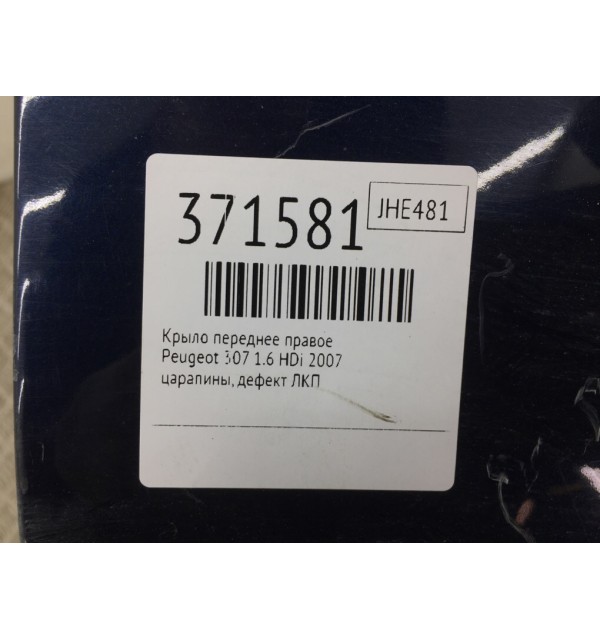 371581
JHE481
Крыло переднее правое
Peugeot 307 1.6 HDi 2007
царапины, дефект ЛКП